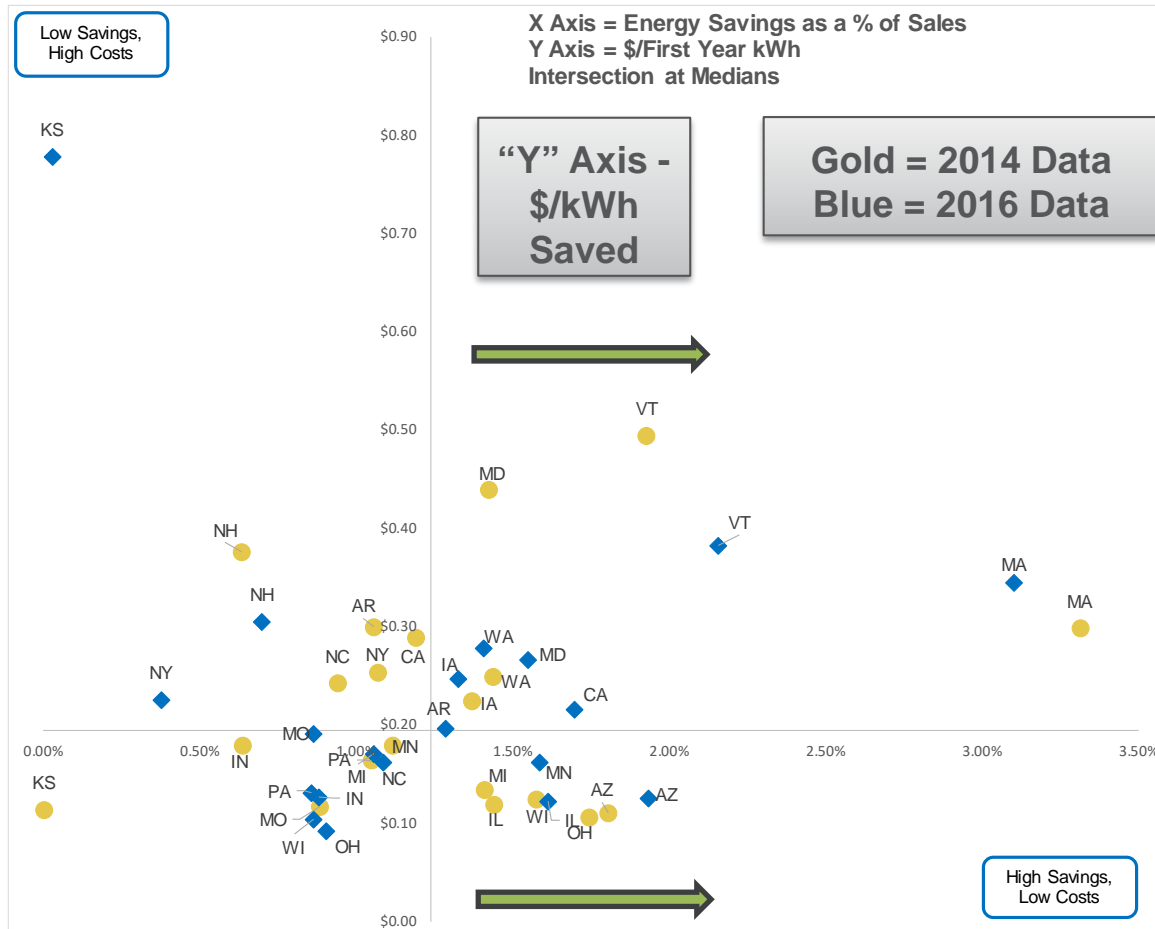 Low Savings,
High Costs
X Axis = Energy Savings as a % of Sales
Y Axis = $/First Year kWh
Intersection at Medians
“Y” Axis -
$/kWh
Saved
Gold = 2014 Data
Blue = 2016 Data
$0.90
$0.80
$0.70
$0.60
$0.50
$0.40
$0.30
$0.20
$0.10
$0.00
0.00%
0.50%
1.00%
1.50%
2.00%
2.50%
3.00%
3.50%
KS
VT
MD
VT
NH
MA
MA
NH
AR
CA
WA
NC
NY
IA
MD
NY
WA
IA
CA
AR
MO
MN
IN
PA
MI
NC
MN
KS
PA
IN
MI
AZ
AZ
MO
IL
WI
IL
OH
WI
OH
High Savings,
Low Costs